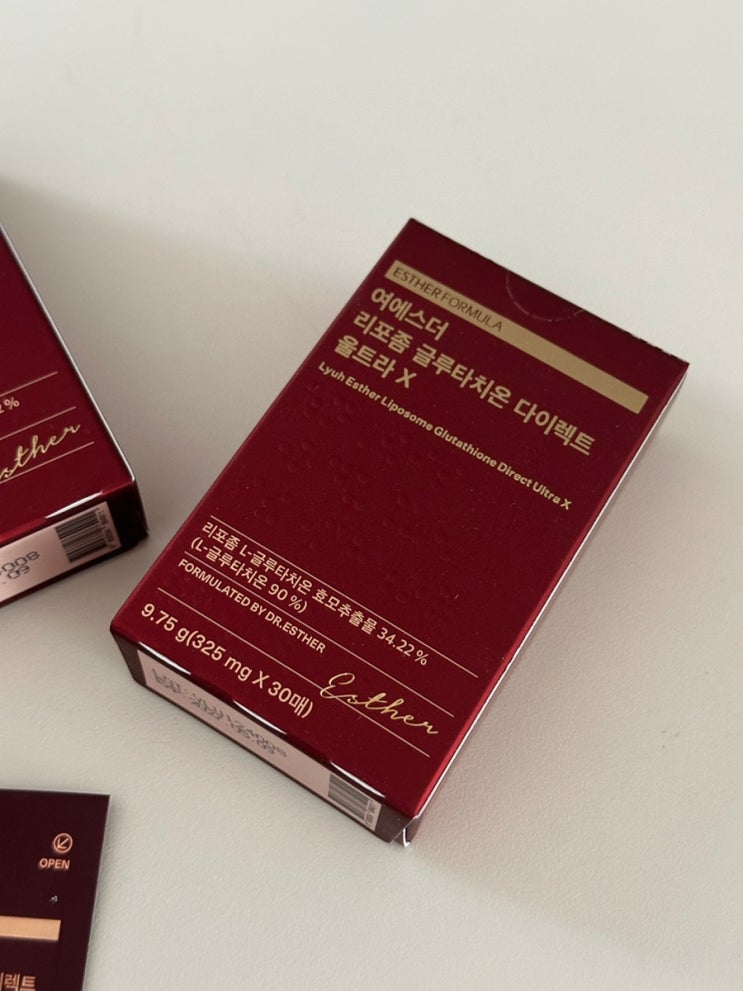 ESTHER FORMULA
여에스더
리포좀 글루타치온 다이렉트
울트라 X
Lyuh Esther Liposome Glutathione Direct Ultra X
리포좀 L-글루타치온 효모추출물 34.22 %
(L-글루타치온 90 %)
FORMULATED BY DR.ESTHER
9.75 g(325 mg X 30매)
Esther
%
sther
OPEN